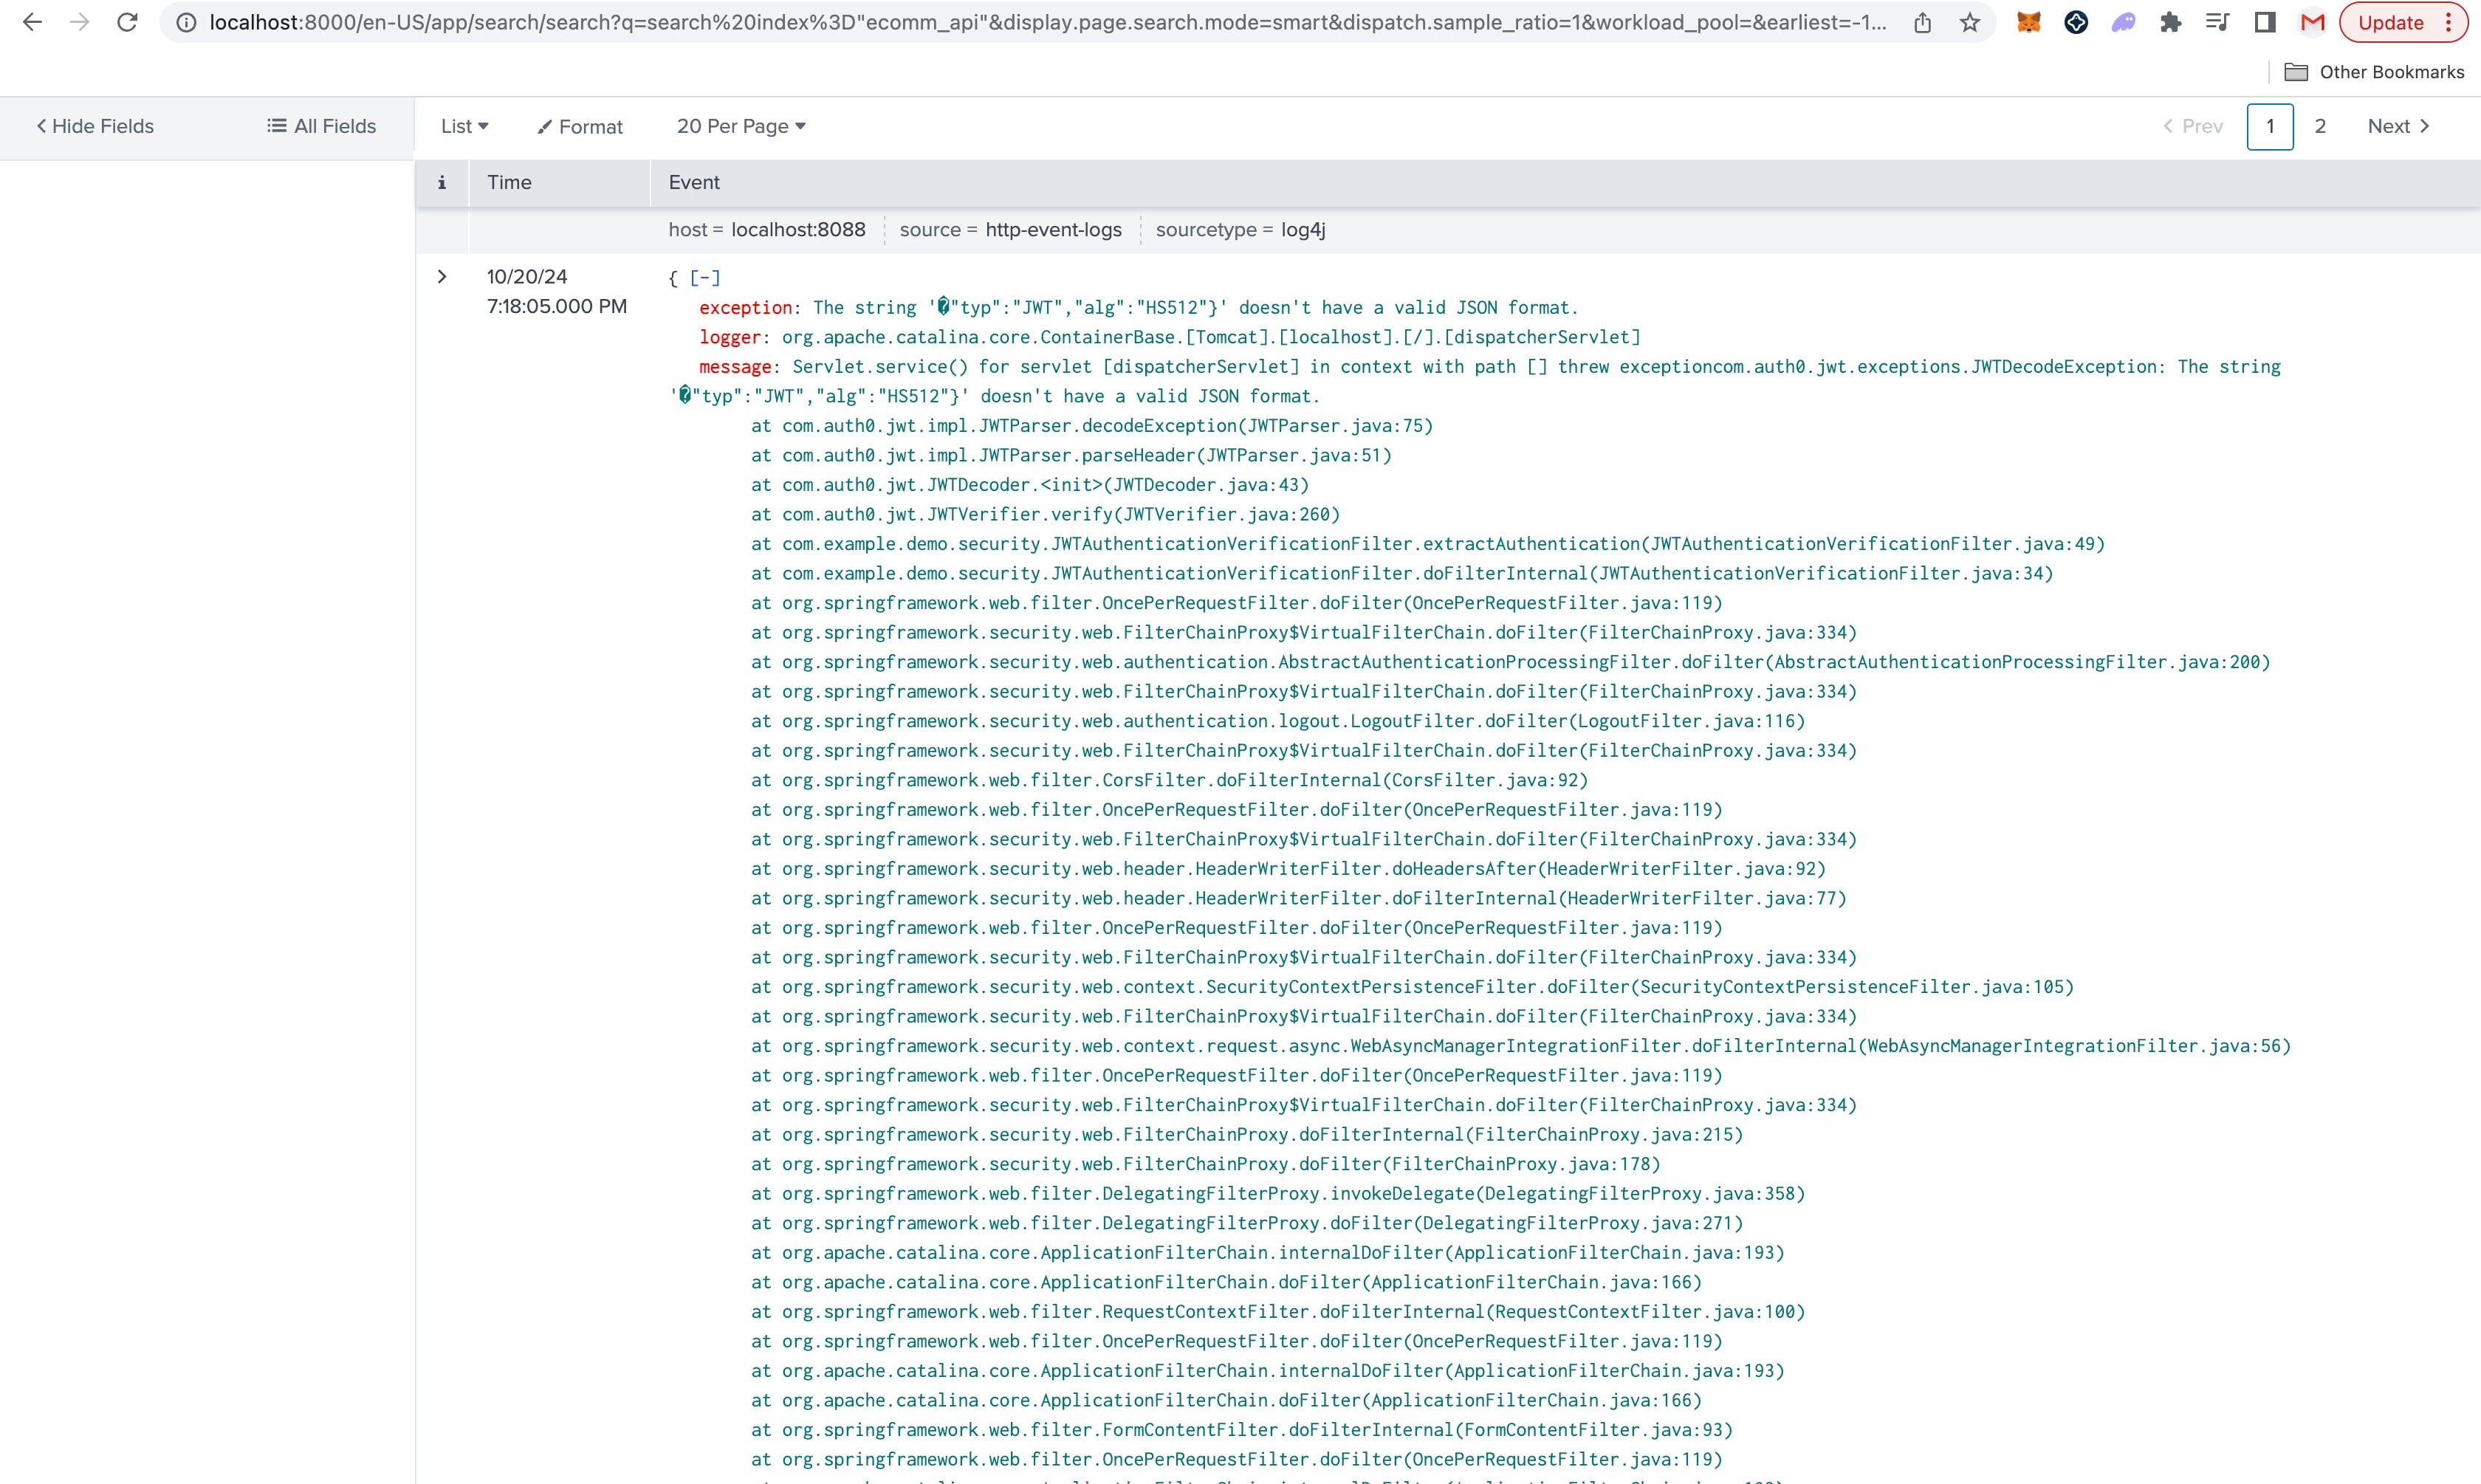 localhost:8000/en-US/app/search/search?q=search%20index%3D"ecomm_api"&display.page.search.mode=smart&dispatch.sample_ratio=1&workload_pool=&earliest=-1...
Update
Other Bookmarks
Hide Fields
All Fields
List
Format
20 Per Page
Prev
1
2
Next
i
Time
Event
host = localhost:8088
source = http-event-logs
sourcetype = log4j
10/20/24
7:18:05.000 PM
{ [-]
exception: The string '�"typ":"JWT","alg":"HS512"}' doesn't have a valid JSON format.
logger: org.apache.catalina.core.ContainerBase.[Tomcat].[localhost].[/].[dispatcherServlet]
message: Servlet.service() for servlet [dispatcherServlet] in context with path [] threw exceptioncom.auth0.jwt.exceptions.JWTDecodeException: The string
'�"typ":"JWT","alg":"HS512"}' doesn't have a valid JSON format.
at com.auth0.jwt.impl.JWTParser.decodeException(JWTParser.java:75)
at com.auth0.jwt.impl.JWTParser.parseHeader(JWTParser.java:51)
at com.auth0.jwt.JWTDecoder.<init>(JWTDecoder.java:43)
at com.auth0.jwt.JWTVerifier.verify(JWTVerifier.java:260)
at com.example.demo.security.JWTAuthenticationVerificationFilter.extractAuthentication(JWTAuthenticationVerificationFilter.java:49)
at com.example.demo.security.JWTAuthenticationVerificationFilter.doFilterInternal(JWTAuthenticationVerificationFilter.java:34)
at org.springframework.web.filter.OncePerRequestFilter.doFilter(OncePerRequestFilter.java:119)
at org.springframework.security.web.FilterChainProxy$VirtualFilterChain.doFilter(FilterChainProxy.java:334)
at org.springframework.security.web.authentication.AbstractAuthenticationProcessingFilter.doFilter(AbstractAuthenticationProcessingFilter.java:200)
at org.springframework.security.web.FilterChainProxy$VirtualFilterChain.doFilter(FilterChainProxy.java:334)
at org.springframework.security.web.authentication.logout.LogoutFilter.doFilter(LogoutFilter.java:116)
at org.springframework.security.web.FilterChainProxy$VirtualFilterChain.doFilter(FilterChainProxy.java:334)
at org.springframework.web.filter.CorsFilter.doFilterInternal(CorsFilter.java:92)
at org.springframework.web.filter.OncePerRequestFilter.doFilter(OncePerRequestFilter.java:119)
at org.springframework.security.web.FilterChainProxy$VirtualFilterChain.doFilter(FilterChainProxy.java:334)
at org.springframework.security.web.header.HeaderWriterFilter.doHeadersAfter(HeaderWriterFilter.java:92)
at org.springframework.security.web.header.HeaderWriterFilter.doFilterInternal(HeaderWriterFilter.java:77)
at org.springframework.web.filter.OncePerRequestFilter.doFilter(OncePerRequestFilter.java:119)
at org.springframework.security.web.FilterChainProxy$VirtualFilterChain.doFilter(FilterChainProxy.java:334)
at org.springframework.security.web.context.SecurityContextPersistenceFilter.doFilter(SecurityContextPersistenceFilter.java:105)
at org.springframework.security.web.FilterChainProxy$VirtualFilterChain.doFilter(FilterChainProxy.java:334)
at org.springframework.security.web.context.request.async.WebAsyncManagerIntegrationFilter.doFilterInternal(WebAsyncManagerIntegrationFilter.java:56)
at org.springframework.web.filter.OncePerRequestFilter.doFilter(OncePerRequestFilter.java:119)
at org.springframework.security.web.FilterChainProxy$VirtualFilterChain.doFilter(FilterChainProxy.java:334)
at org.springframework.security.web.FilterChainProxy.doFilterInternal(FilterChainProxy.java:215)
at org.springframework.security.web.FilterChainProxy.doFilter(FilterChainProxy.java:178)
at org.springframework.web.filter.DelegatingFilterProxy.invokeDelegate(DelegatingFilterProxy.java:358)
at org.springframework.web.filter.DelegatingFilterProxy.doFilter(DelegatingFilterProxy.java:271)
at org.apache.catalina.core.ApplicationFilterChain.internalDoFilter(ApplicationFilterChain.java:193)
at org.apache.catalina.core.ApplicationFilterChain.doFilter(ApplicationFilterChain.java:166)
at org.springframework.web.filter.RequestContextFilter.doFilterInternal(RequestContextFilter.java:100)
at org.springframework.web.filter.OncePerRequestFilter.doFilter(OncePerRequestFilter.java:119)
at org.apache.catalina.core.ApplicationFilterChain.internalDoFilter(ApplicationFilterChain.java:193)
at org.apache.catalina.core.ApplicationFilterChain.doFilter(ApplicationFilterChain.java:166)
at org.springframework.web.filter.FormContentFilter.doFilterInternal(FormContentFilter.java:93)
at org.springframework.web.filter.OncePerRequestFilter.doFilter(OncePerRequestFilter.java:119)